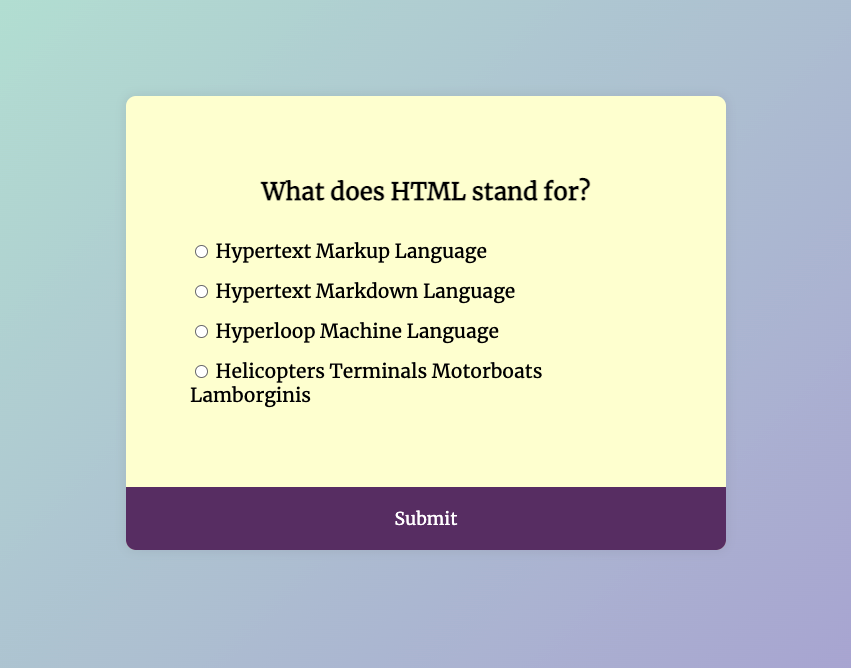 What does HTML stand for?
Hypertext Markup Language
Hypertext Markdown Language
Hyperloop Machine Language
Helicopters Terminals Motorboats
Lamborginis
Submit